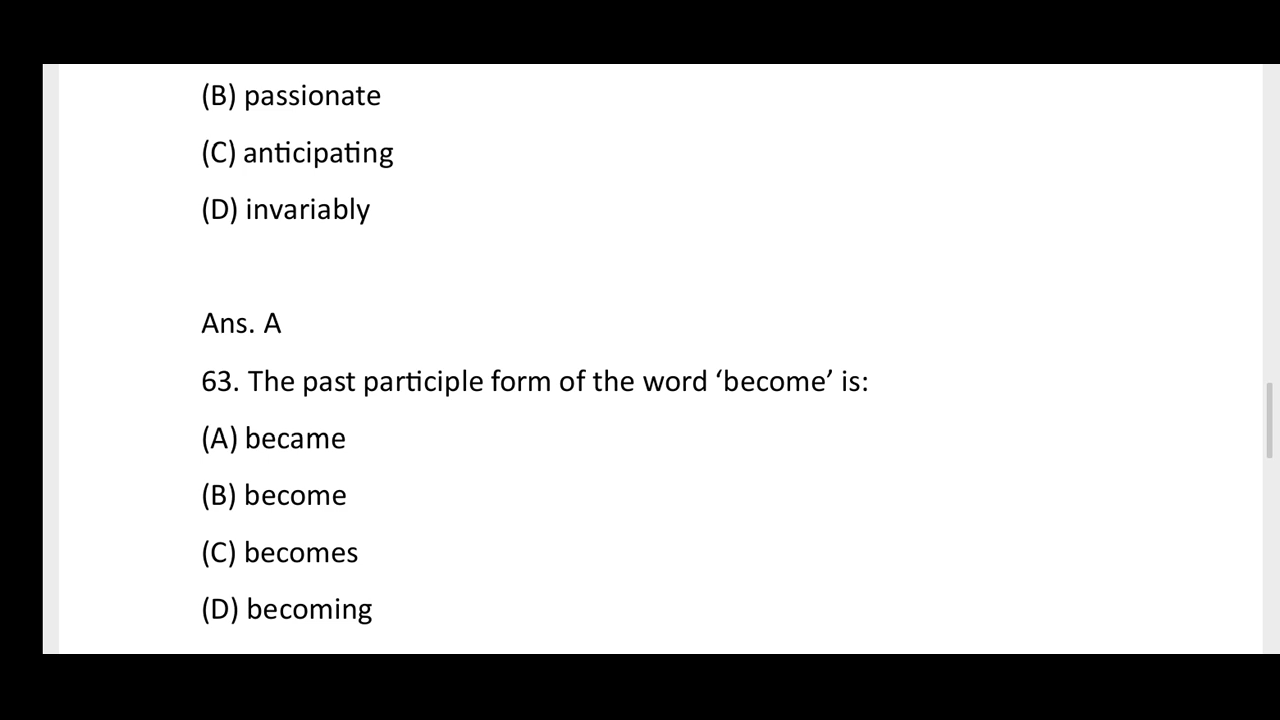 (B) passionate
(C) anticipating
(D) invariably
Ans. A
63. The past participle form of the word ‘become’ is:
(A) became
(B) become
(C) becomes
(D) becoming